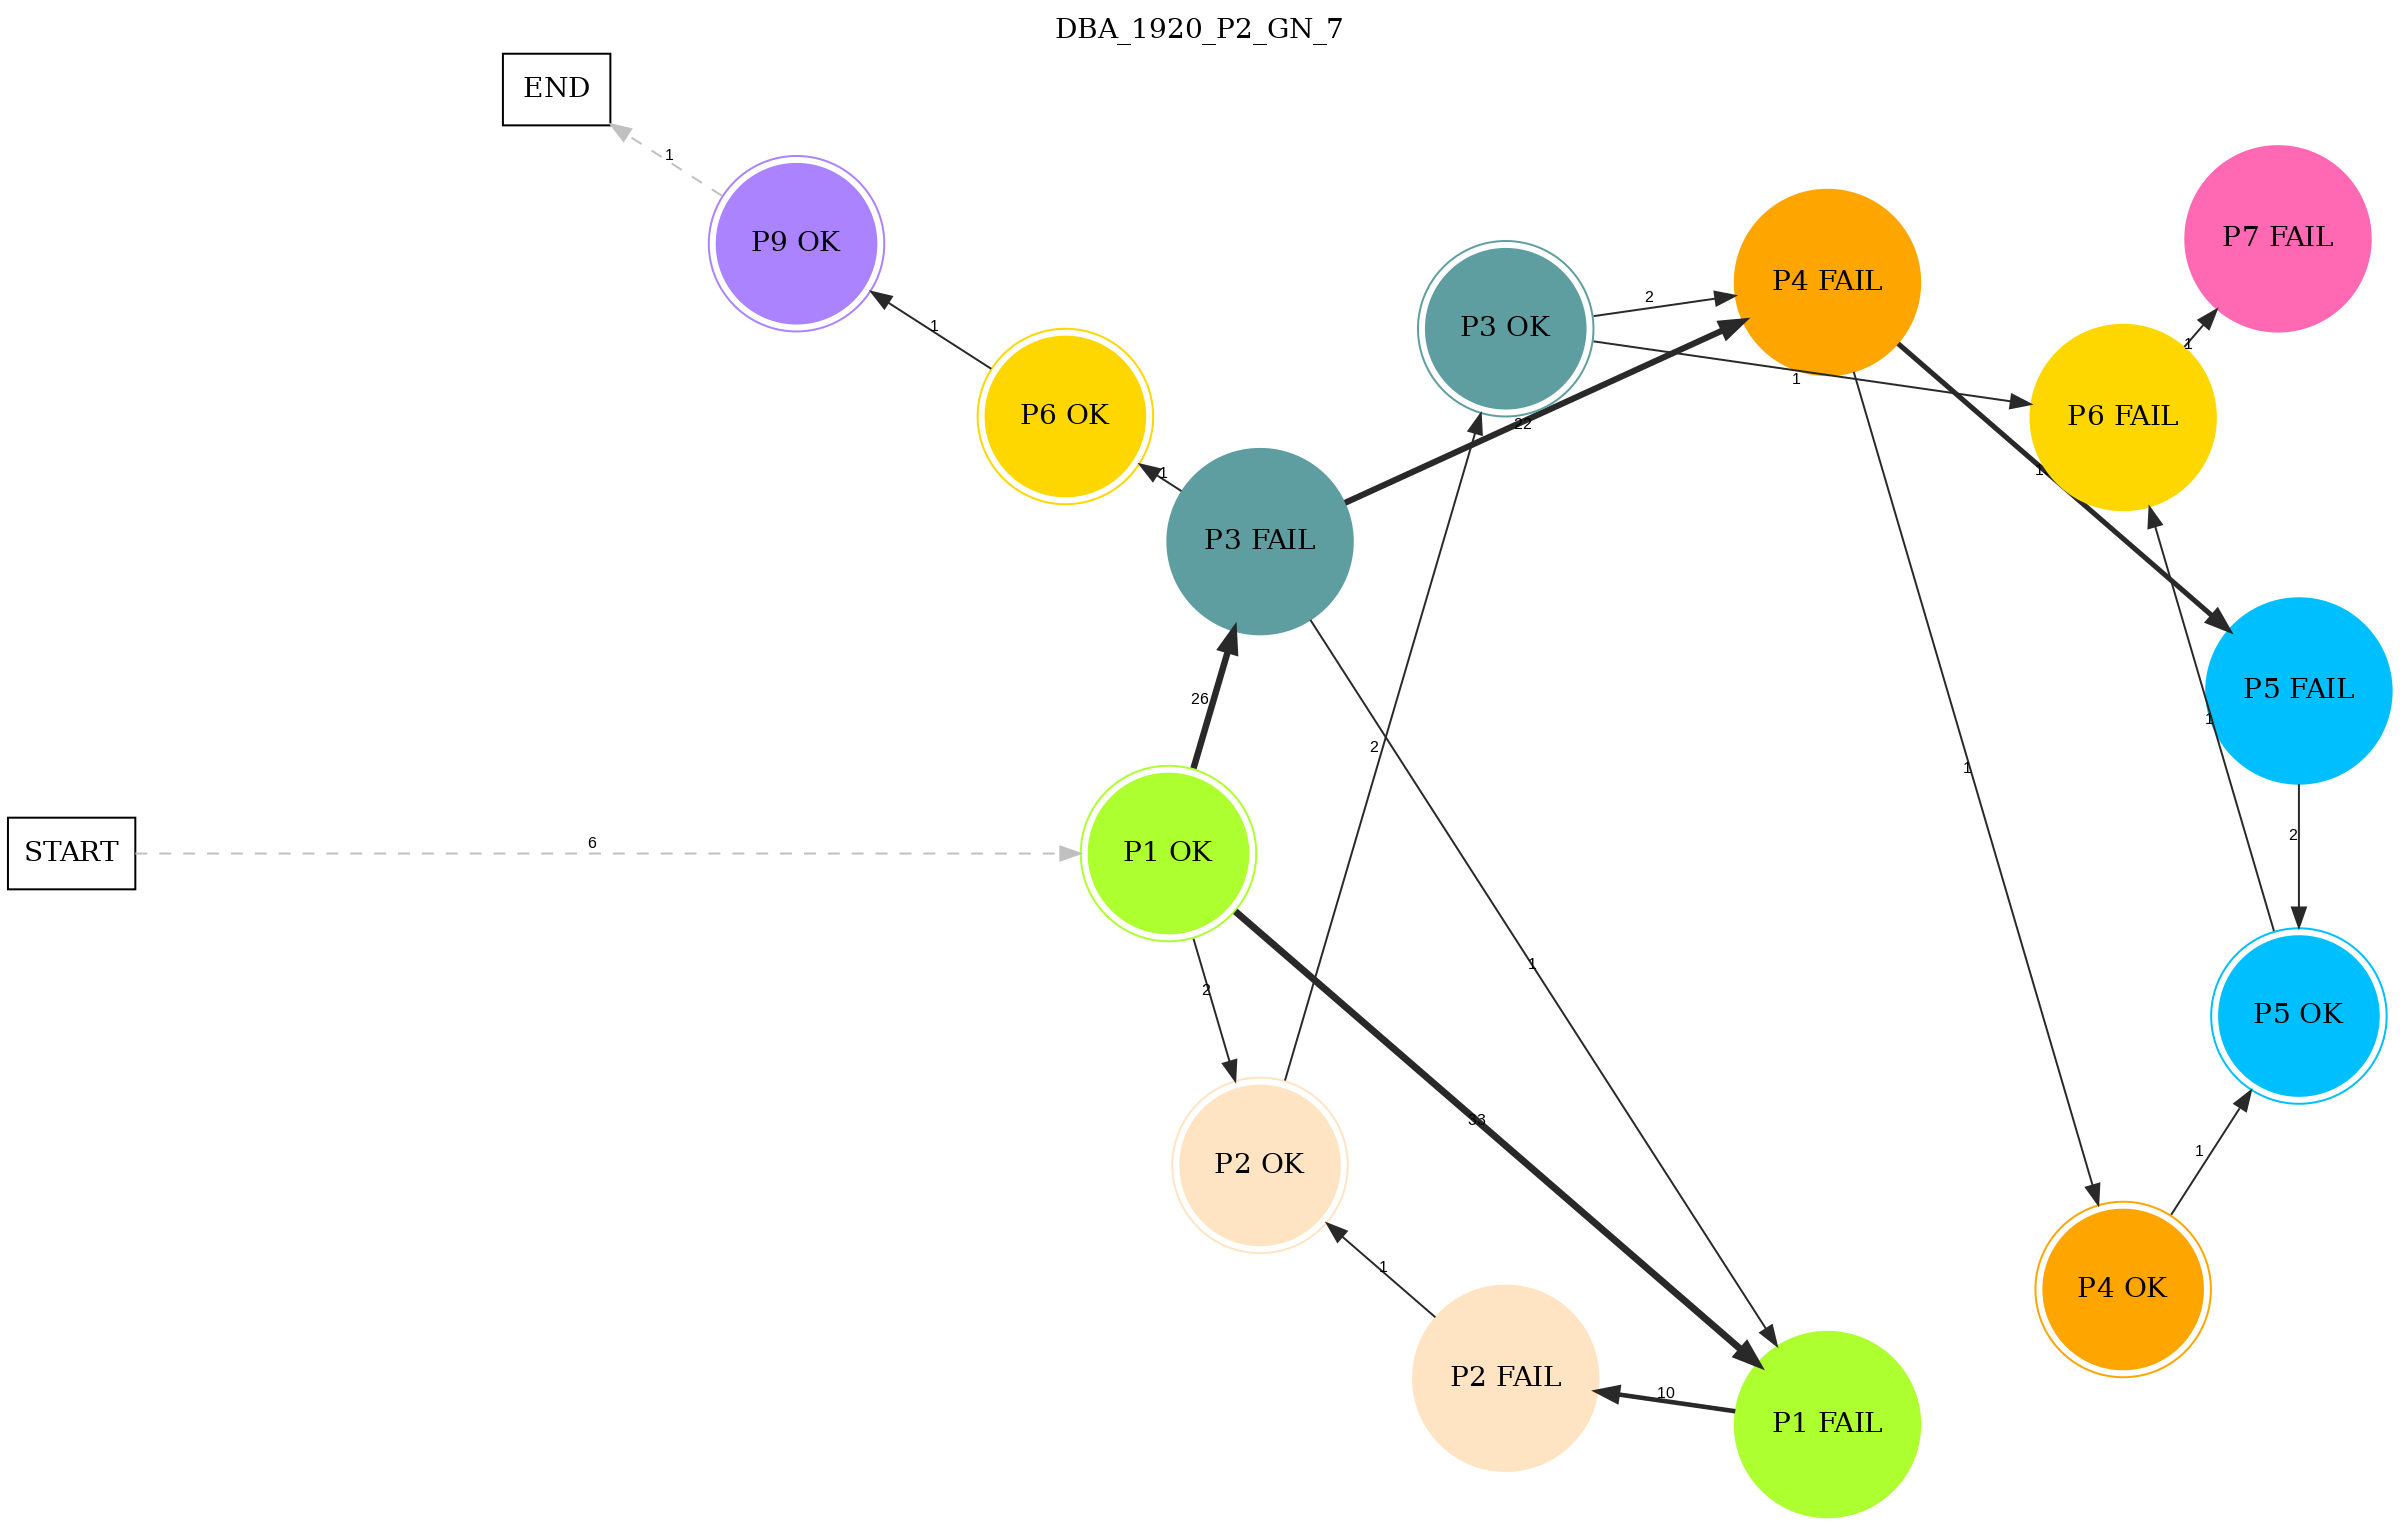 DBA_1920_P2_GN_7
END
1
P9 OK
P7 FAIL
P4 FAIL
2
P3 OK
1
P6 OK
1
P6 FAIL
1
22
1
P3 FAIL
26
P5 FAIL
1
2
2
1
START
6
P1 OK
1
2
P5 OK
33
1
P2 OK
1
P4 OK
P2 FAIL
10
P1 FAIL